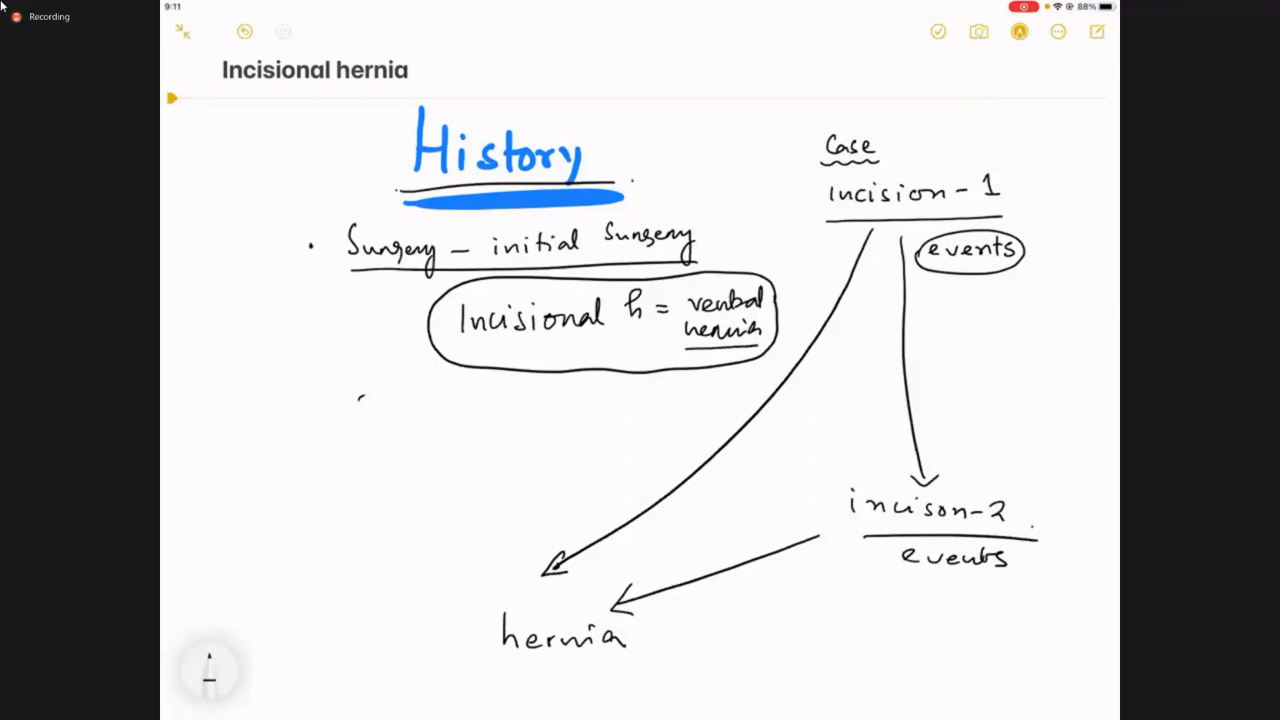 Recording
9:11
88%
Incisional hernia
History
Case
Incision - 1
events
• Surgery - initial surgery
Incisional h = ventral
hernia
incison-2
events
hernia